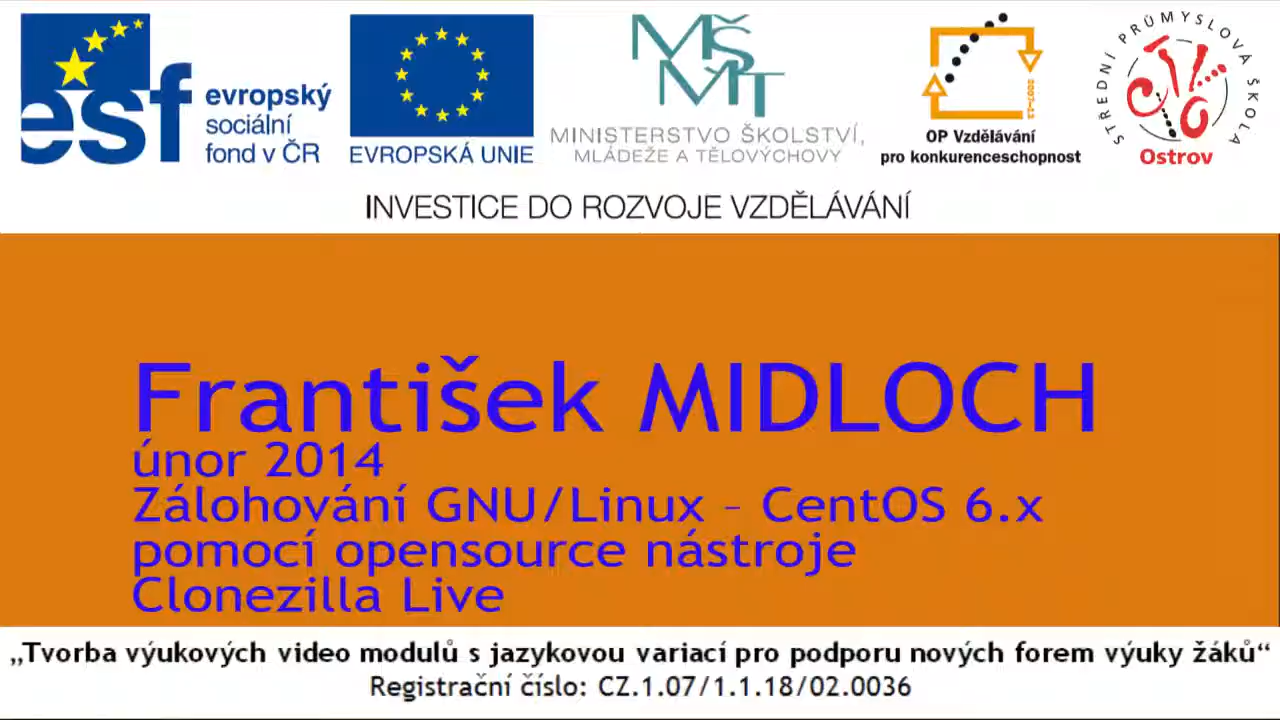 esf
evropský
sociální
fond v ČR
EVROPSKÁ UNIE
MŠMT
MINISTERSTVO ŠKOLSTVÍ,
MLÁDEŽE A TĚLOVÝCHOVY
2007-13
OP Vzdělávání
pro konkurenceschopnost
STŘEDNÍ PRŮMYSLOVÁ ŠKOLA
Ostrov
INVESTICE DO ROZVOJE VZDĚLÁVÁNÍ
František MIDLOCH
únor 2014
Zálohování GNU/Linux – CentOS 6.x
pomocí opensource nástroje
Clonezilla Live
„Tvorba výukových video modulů s jazykovou variací pro podporu nových forem výuky žáků“
Registrační číslo: CZ.1.07/1.1.18/02.0036